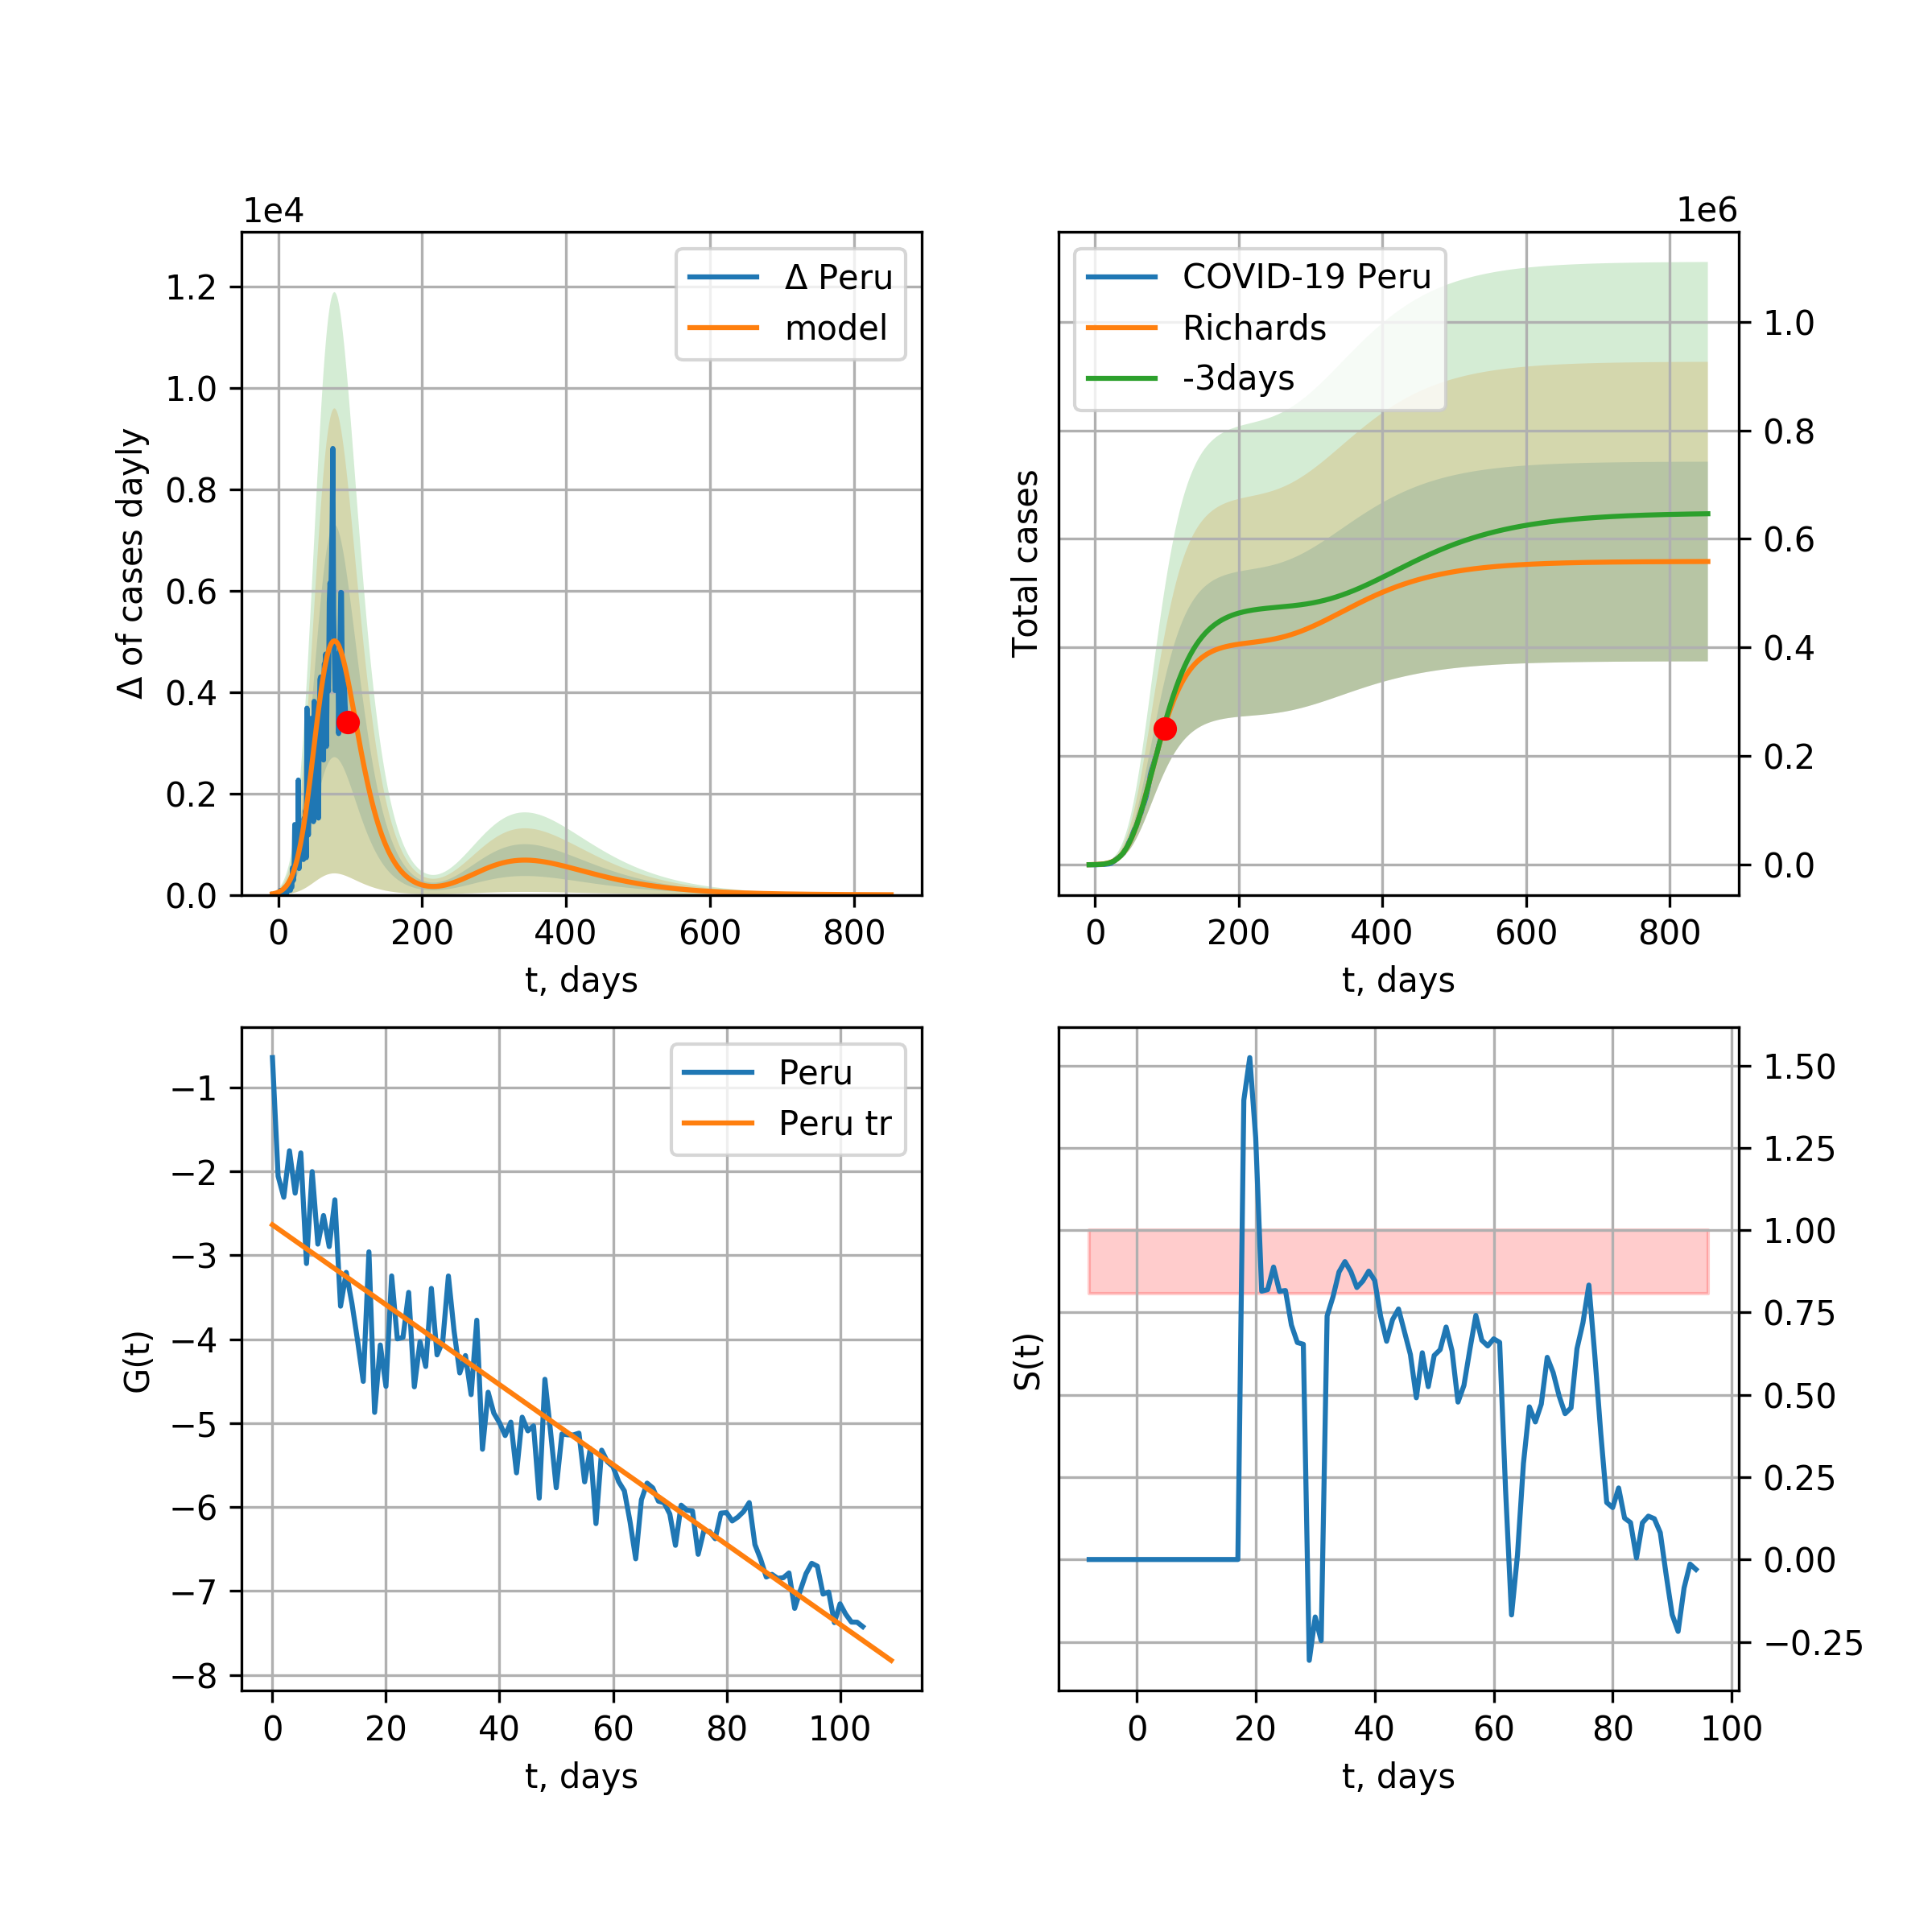 1e4
Δ of cases dayly
1.2
1.0
0.8
0.6
0.4
0.2
0.0
0 200 400 600 800
t, days
Δ Peru
model
1e6
Total cases
1.0
0.8
0.6
0.4
0.2
0.0
0 200 400 600 800
t, days
COVID-19 Peru
Richards
-3days
G(t)
−1
−2
−3
−4
−5
−6
−7
−8
0 20 40 60 80 100
t, days
Peru
Peru tr
S(t)
1.50
1.25
1.00
0.75
0.50
0.25
0.00
−0.25
0 20 40 60 80 100
t, days